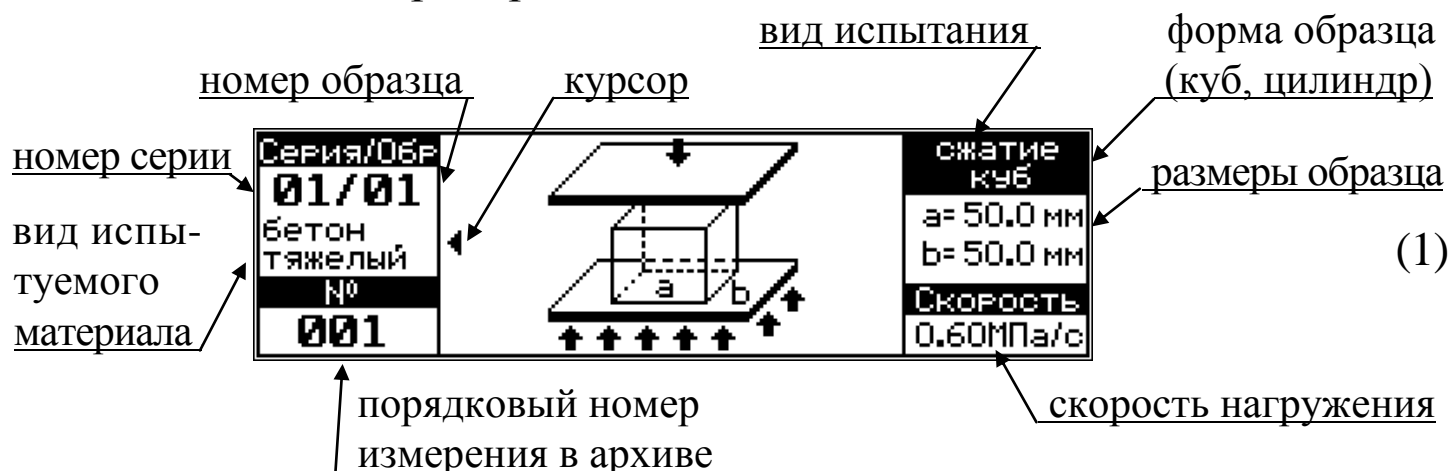 вид испытания
форма образца
(куб, цилиндр)
номер образца
курсор
номер серии
Серия/Обр
01/01
бетон
тяжелый
№
001
a
b
сжатие
куб
a= 50.0 мм
b= 50.0 мм
Скорость
0.60МПа/с
размеры образца
(1)
вид испы-
туемого
материала
порядковый номер
измерения в архиве
скорость нагружения